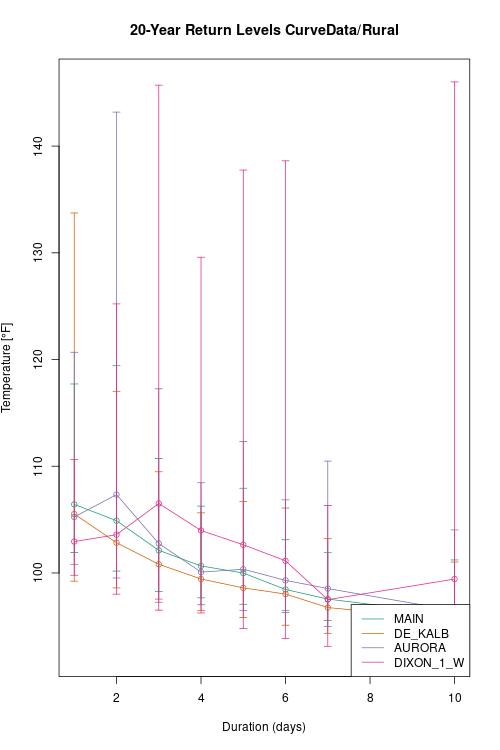 20-Year Return Levels CurveData/Rural
Temperature [°F]
140
130
120
110
100
MAIN
DE_KALB
AURORA
DIXON_1_W
2
4
6
8
10
Duration (days)